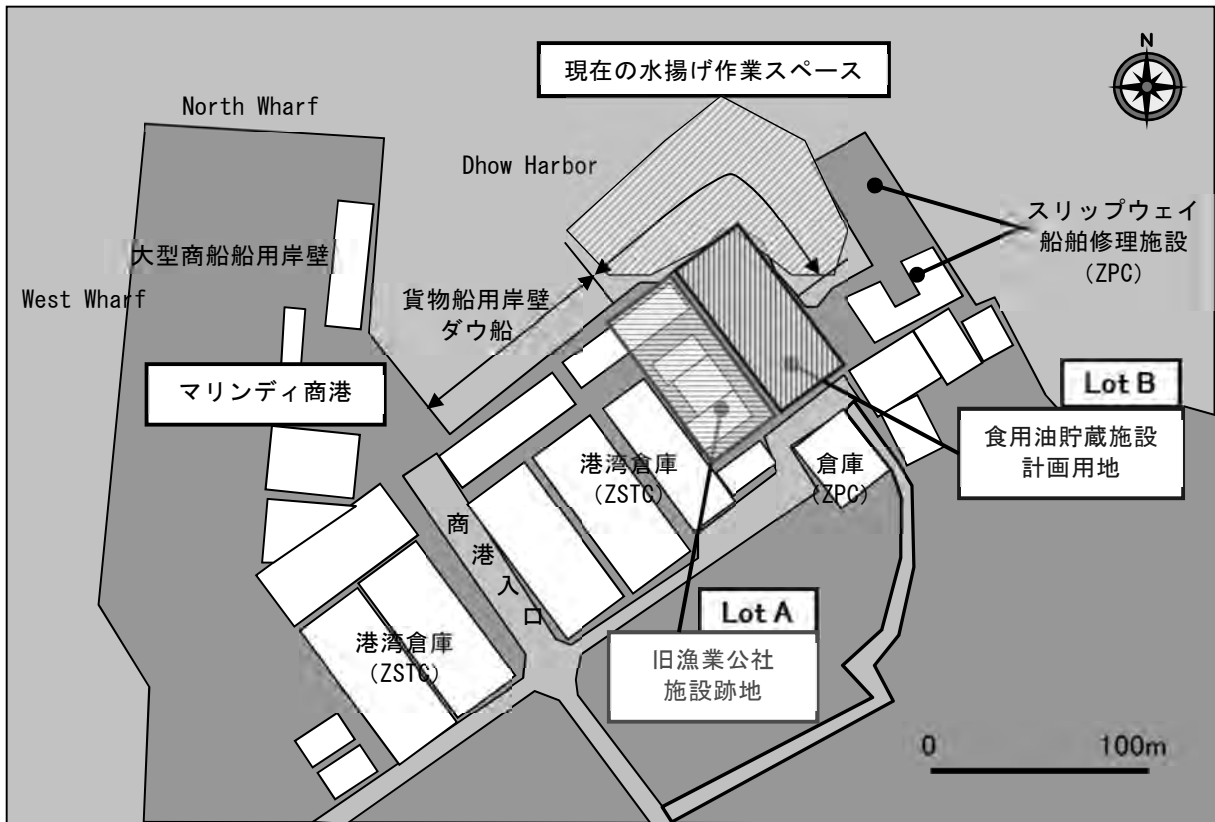 現在の水揚げ作業スペース
N
North Wharf
Dhow Harbor
スリップウェイ
船舶修理施設
(ZPC)
大型商船船用岸壁
West Wharf
貨物船用岸壁
ダウ船
マリンディ商港
Lot B
食用油貯蔵施設
計画用地
港湾倉庫
(ZSTC)
倉庫
(ZPC)
商港入口
Lot A
旧漁業公社
施設跡地
港湾倉庫
(ZSTC)
0 100m